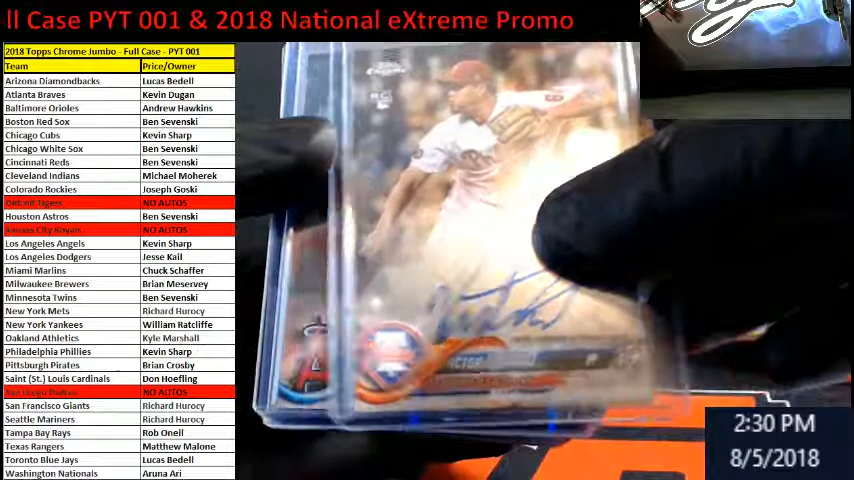 ll Case PYT 001 & 2018 National eXtreme Promo
2018 Topps Chrome Jumbo - Full Case - PYT 001
Team Price/Owner
Arizona Diamondbacks Lucas Bedell
Atlanta Braves Kevin Dugan
Baltimore Orioles Andrew Hawkins
Boston Red Sox Ben Sevenski
Chicago Cubs Kevin Sharp
Chicago White Sox Ben Sevenski
Cincinnati Reds Ben Sevenski
Cleveland Indians Michael Moherek
Colorado Rockies Joseph Goski
Detroit Tigers NO AUTOS
Houston Astros Ben Sevenski
Kansas City Royals NO AUTOS
Los Angeles Angels Kevin Sharp
Los Angeles Dodgers Jesse Kail
Miami Marlins Chuck Schaffer
Milwaukee Brewers Brian Meservey
Minnesota Twins Ben Sevenski
New York Mets Richard Hurocy
New York Yankees William Ratcliffe
Oakland Athletics Kyle Marshall
Philadelphia Phillies Kevin Sharp
Pittsburgh Pirates Brian Crosby
Saint (St.) Louis Cardinals Don Hoefling
San Diego Padres NO AUTOS
San Francisco Giants Richard Hurocy
Seattle Mariners Richard Hurocy
Tampa Bay Rays Rob Onell
Texas Rangers Matthew Malone
Toronto Blue Jays Lucas Bedell
Washington Nationals Aruna Ari
VICTOR
2:30 PM
8/5/2018